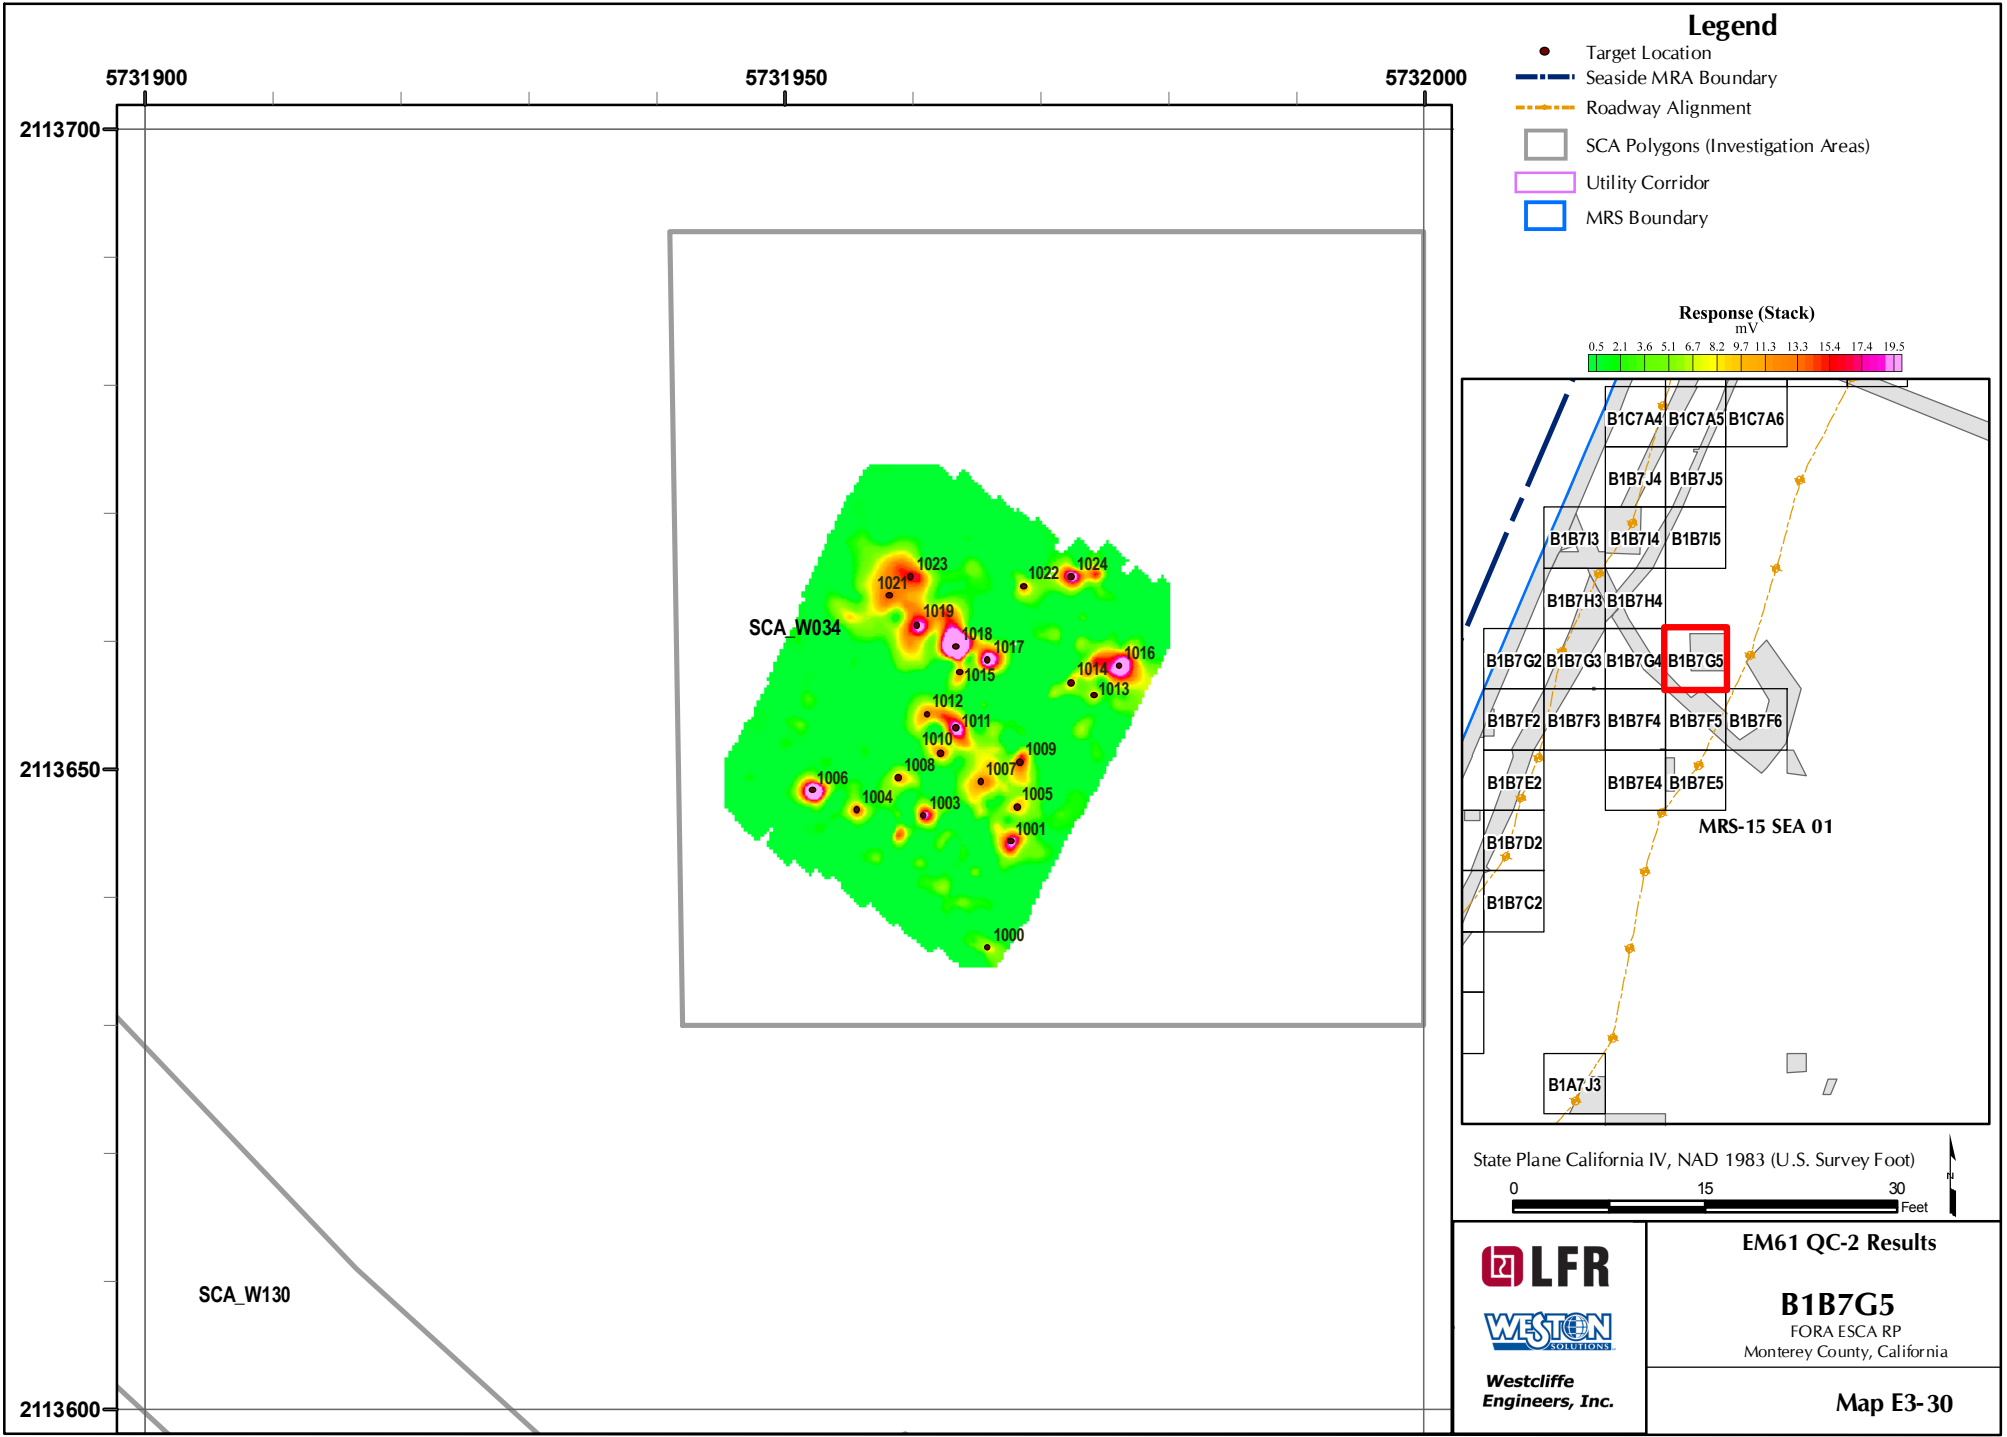 Legend
Target Location
Seaside MRA Boundary
Roadway Alignment
SCA Polygons (Investigation Areas)
Utility Corridor
MRS Boundary
5731900
5731950
5732000
2113700
2113650
2113600
SCA_W034
SCA_W130
1023
1021
1022
1024
1019
1018
1017
1015
1016
1014
1013
1012
1011
1010
1009
1008
1007
1006
1005
1004
1003
1001
1000
Response (Stack)
mV
0.5 2.1 3.6 5.1 6.7 8.2 9.7 11.3 13.3 15.4 17.4 19.5
B1C7A4 B1C7A5 B1C7A6
B1B7J4 B1B7J5
B1B7I3 B1B7I4 B1B7I5
B1B7H3 B1B7H4
B1B7G2 B1B7G3 B1B7G4 B1B7G5
B1B7F2 B1B7F3 B1B7F4 B1B7F5 B1B7F6
B1B7E2 B1B7E4 B1B7E5
MRS-15 SEA 01
B1B7D2
B1B7C2
B1A7J3
State Plane California IV, NAD 1983 (U.S. Survey Foot)
0 15 30
Feet
N
LFR
WESTON
SOLUTIONS
Westcliffe
Engineers, Inc.
EM61 QC-2 Results
B1B7G5
FORA ESCA RP
Monterey County, California
Map E3-30